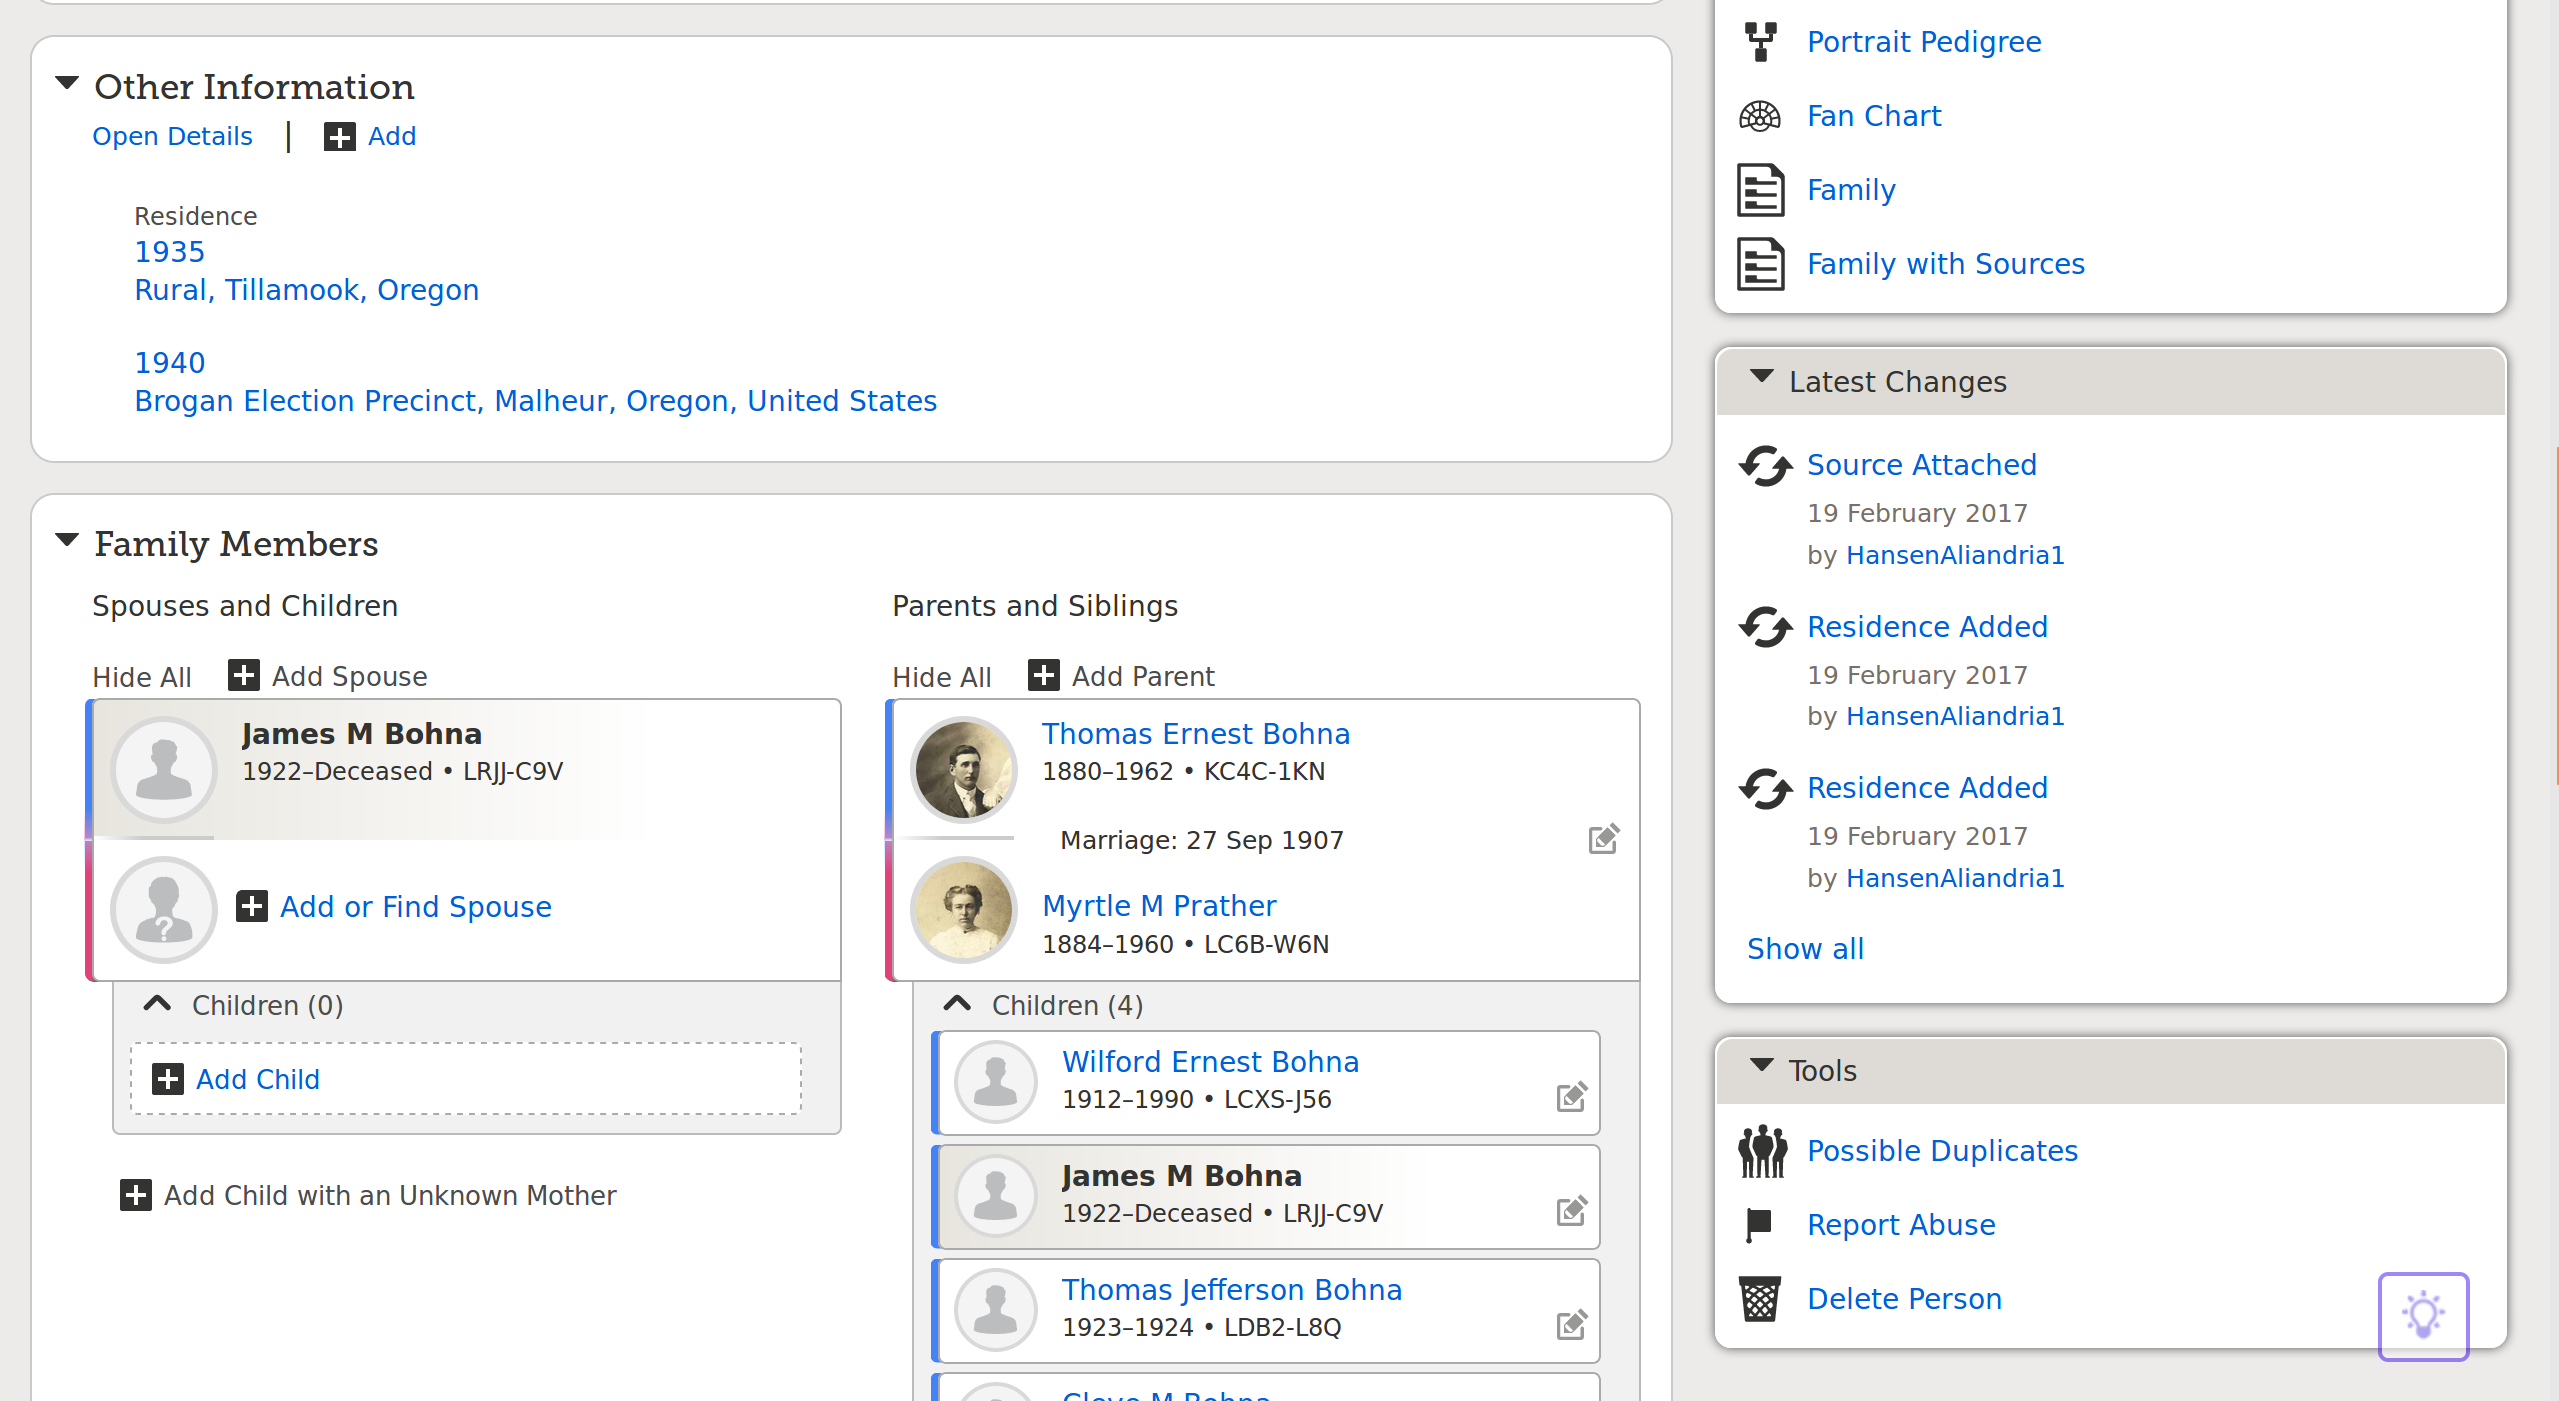 Other Information
Open Details | Add
Residence
1935
Rural, Tillamook, Oregon
1940
Brogan Election Precinct, Malheur, Oregon, United States
Family Members
Spouses and Children
Hide All Add Spouse
James M Bohna
1922–Deceased • LRJJ-C9V
Add or Find Spouse
Children (0)
Add Child
Add Child with an Unknown Mother
Parents and Siblings
Hide All Add Parent
Thomas Ernest Bohna
1880–1962 • KC4C-1KN
Marriage: 27 Sep 1907
Myrtle M Prather
1884–1960 • LC6B-W6N
Children (4)
Wilford Ernest Bohna
1912–1990 • LCXS-J56
James M Bohna
1922–Deceased • LRJJ-C9V
Thomas Jefferson Bohna
1923–1924 • LDB2-L8Q
M Bohna
Portrait Pedigree
Fan Chart
Family
Family with Sources
Latest Changes
Source Attached
19 February 2017
by HansenAliandria1
Residence Added
19 February 2017
by HansenAliandria1
Residence Added
19 February 2017
by HansenAliandria1
Show all
Tools
Possible Duplicates
Report Abuse
Delete Person